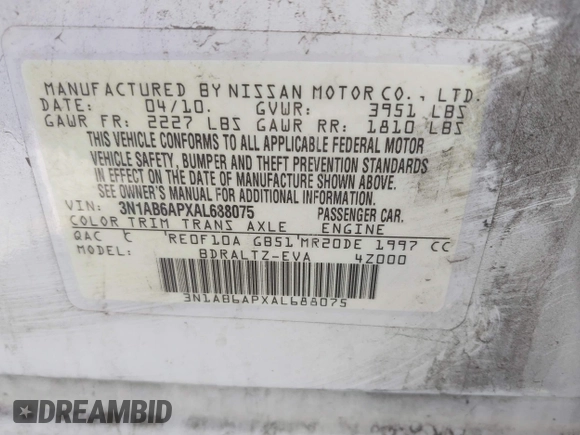 MANUFACTURED BY NISSAN MOTOR CO., LTD.
DATE: 04/10. GVWR: 3951 LBS
GAWR FR: 2227 LBS GAWR RR: 1810 LBS
THIS VEHICLE CONFORMS TO ALL APPLICABLE FEDERAL MOTOR
VEHICLE SAFETY, BUMPER AND THEFT PREVENTION STANDARDS
IN EFFECT ON THE DATE OF MANUFACTURE SHOWN ABOVE.
SEE OWNER'S MANUAL FOR ADDITIONAL INFORMATION.
VIN: 3N1AB6APXAL688075 PASSENGER CAR.
COLOR TRIM TRANS AXLE ENGINE
QAC C RE0F10A GB51 MR20DE 1997 CC
BDRALTZ-EVA 4Z000
3N1AB6APXAL688075
DREAMBID